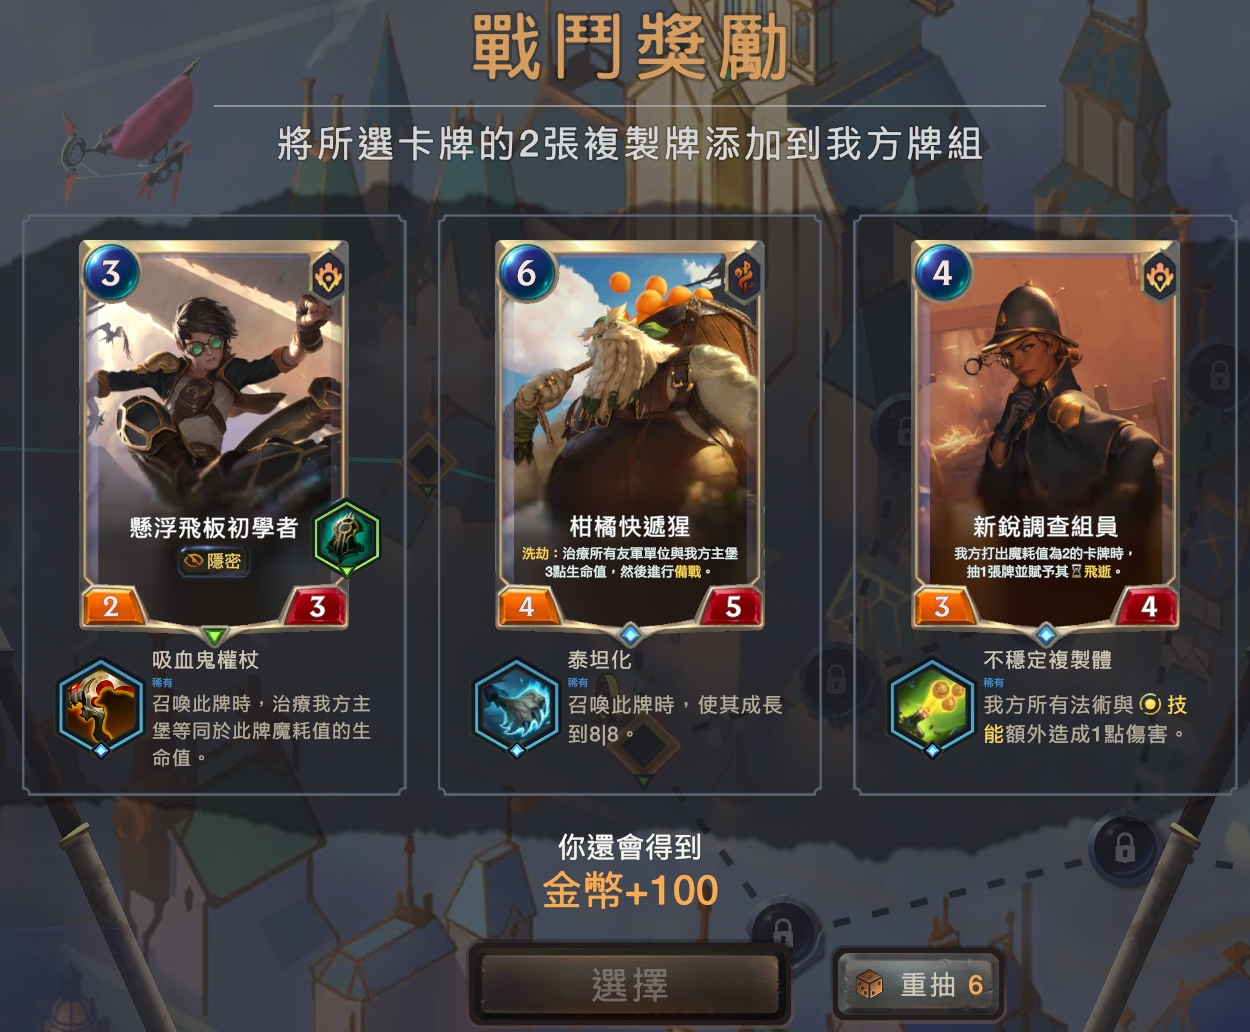 戰鬥獎勵
將所選卡牌的2張複製牌添加到我方牌組
3
懸浮飛板初學者
隱密
2
3
吸血鬼權杖
稀有
召喚此牌時，治療我方主
堡等同於此牌魔耗值的生
命值。
6
柑橘快遞猩
洗劫：治療所有友軍單位與我方主堡
3點生命值，然後進行備戰。
4
5
泰坦化
稀有
召喚此牌時，使其成長
到8|8。
4
新銳調查組員
我方打出魔耗值為2的卡牌時，
抽1張牌並賦予其飛逝。
3
4
不穩定複製體
稀有
我方所有法術與技
能額外造成1點傷害。
你還會得到
金幣+100
選擇
重抽 6